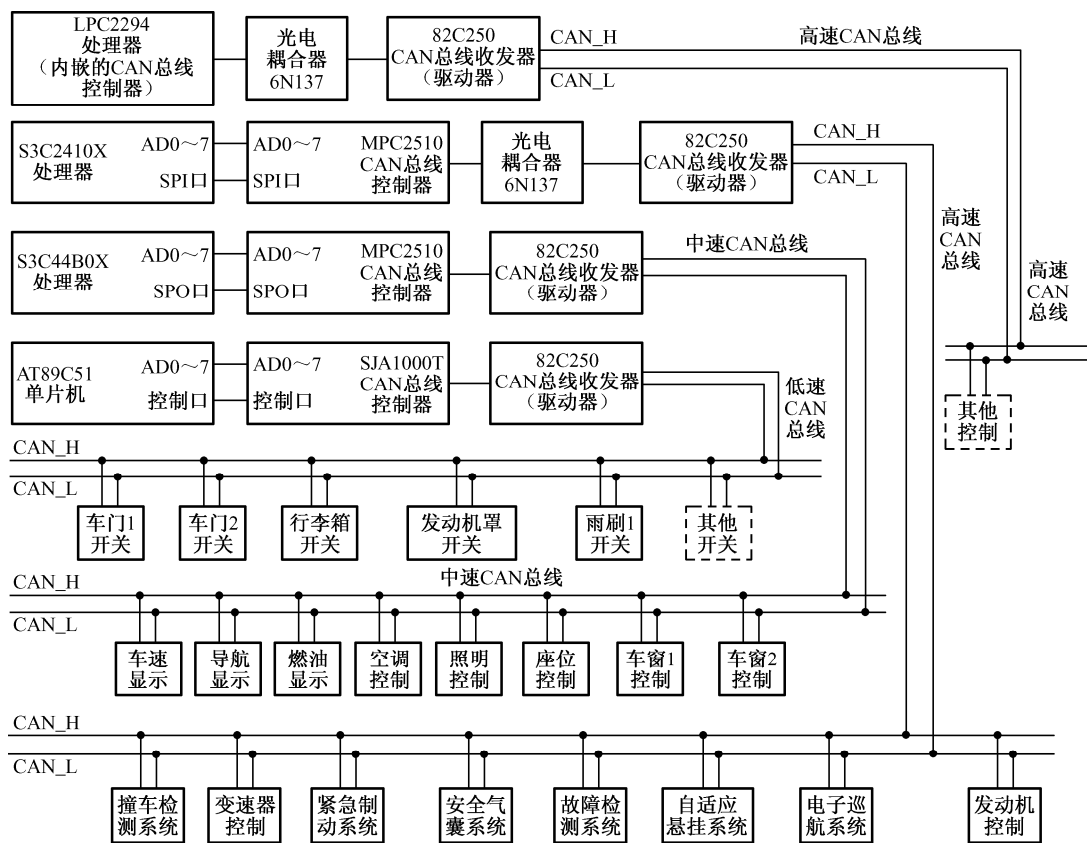 LPC2294
处理器
（内嵌的CAN总线
控制器）
光电
耦合器
6N137
82C250
CAN总线收发器
（驱动器）
CAN_H
CAN_L
高速CAN总线
S3C2410X
处理器
AD0～7
SPI口
AD0～7
SPI口
MPC2510
CAN总线
控制器
光电
耦合器
6N137
82C250
CAN总线收发器
（驱动器）
CAN_H
CAN_L
高速
CAN
总线
高速
CAN
总线
S3C44B0X
处理器
AD0～7
SPO口
AD0～7
SPO口
MPC2510
CAN总线
控制器
82C250
CAN总线收发器
（驱动器）
中速CAN总线
AT89C51
单片机
AD0～7
控制口
AD0～7
控制口
SJA1000T
CAN总线
控制器
82C250
CAN总线收发器
（驱动器）
低速
CAN
总线
其他
控制
CAN_H
CAN_L
车门1
开关
车门2
开关
行李箱
开关
发动机罩
开关
雨刷1
开关
其他
开关
中速CAN总线
CAN_H
CAN_L
车速
显示
导航
显示
燃油
显示
空调
控制
照明
控制
座位
控制
车窗1
控制
车窗2
控制
CAN_H
CAN_L
撞车检
测系统
变速器
控制
紧急制
动系统
安全气
囊系统
故障检
测系统
自适应
悬挂系统
电子巡
航系统
发动机
控制